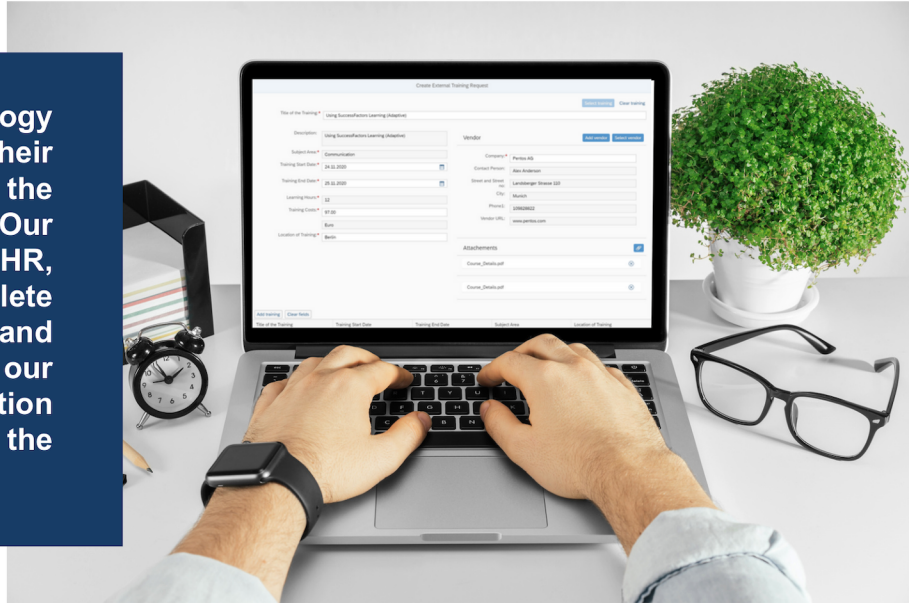 ogy
heir
the
Our
HR,
lete
and
our
tion
the
Create External Training Request
Select training Clear training
Title of the Training:* Using SuccessFactors Learning (Adaptive)
Description: Using SuccessFactors Learning (Adaptive)
Subject Area:* Communication
Training Start Date:* 24.11.2020
Training End Date:* 25.11.2020
Learning Hours:* 12
Training Costs:* 97.00
Euro
Location of Training:* Berlin
Vendor Add vendor Select vendor
Company:* Pentos AG
Contact Person: Alex Anderson
Street and Street no: Landsberger Strasse 110
City: Munich
Phone1:
Vendor URL: www.pentos.com
Attachements
Course_Details.pdf
Course_Details.pdf
Add training Clear fields
Title of the Training Training Start Date Training End Date Subject Area Location of Training